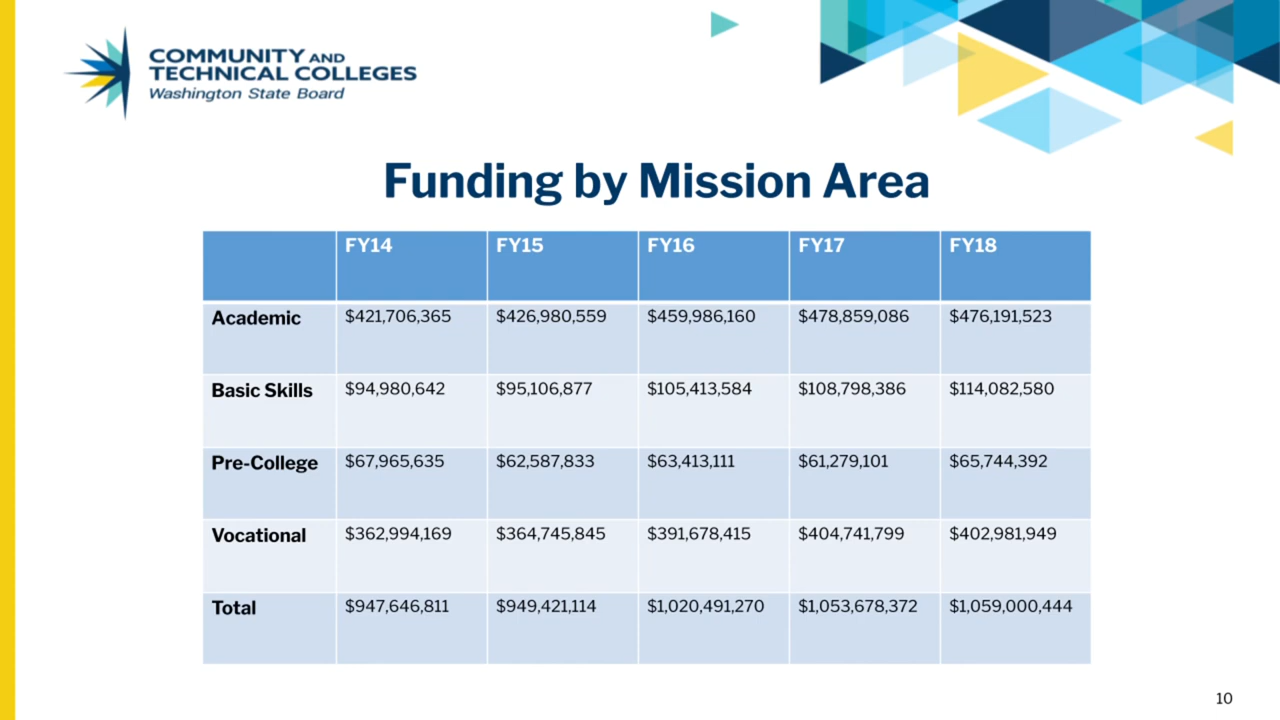 COMMUNITY AND
TECHNICAL COLLEGES
Washington State Board
Funding by Mission Area
FY14 FY15 FY16 FY17 FY18
Academic $421,706,365 $426,980,559 $459,986,160 $478,859,086 $476,191,523
Basic Skills $94,980,642 $95,106,877 $105,413,584 $108,798,386 $114,082,580
Pre-College $67,965,635 $62,587,833 $63,413,111 $61,279,101 $65,744,392
Vocational $362,994,169 $364,745,845 $391,678,415 $404,741,799 $402,981,949
Total $947,646,811 $949,421,114 $1,020,491,270 $1,053,678,372 $1,059,000,444
10